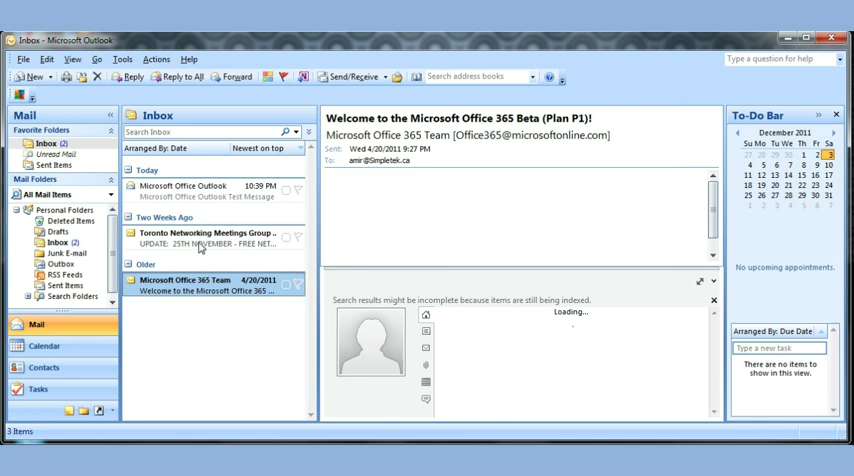 Inbox - Microsoft Outlook
File Edit View Go Tools Actions Help
Type a question for help
New Reply Reply to All Forward Send/Receive Search address books
Mail
Favorite Folders
Inbox (2)
Unread Mail
Sent Items
Mail Folders
All Mail Items
Personal Folders
Deleted Items
Drafts
Inbox (2)
Junk E-mail
Outbox
RSS Feeds
Sent Items
Search Folders
Mail
Calendar
Contacts
Tasks
3 Items
Inbox
Search Inbox
Arranged By: Date Newest on top
Today
Microsoft Office Outlook 10:39 PM
Microsoft Office Outlook Test Message
Two Weeks Ago
Toronto Networking Meetings Group ..
UPDATE: 25TH NOVEMBER - FREE NET...
Older
Microsoft Office 365 Team 4/20/2011
Welcome to the Microsoft Office 365 ...
Welcome to the Microsoft Office 365 Beta (Plan P1)!
Microsoft Office 365 Team [Office365@microsoftonline.com]
Sent: Wed 4/20/2011 9:27 PM
To: amir@Simpletek.ca
Search results might be incomplete because items are still being indexed.
Loading...
To-Do Bar
December 2011
Su Mo Tu We Th Fr Sa
27 28 29 30 1 2 3
4 5 6 7 8 9 10
11 12 13 14 15 16 17
18 19 20 21 22 23 24
25 26 27 28 29 30 31
1 2 3 4 5 6 7
No upcoming appointments.
Arranged By: Due Date
Type a new task
There are no items to
show in this view.